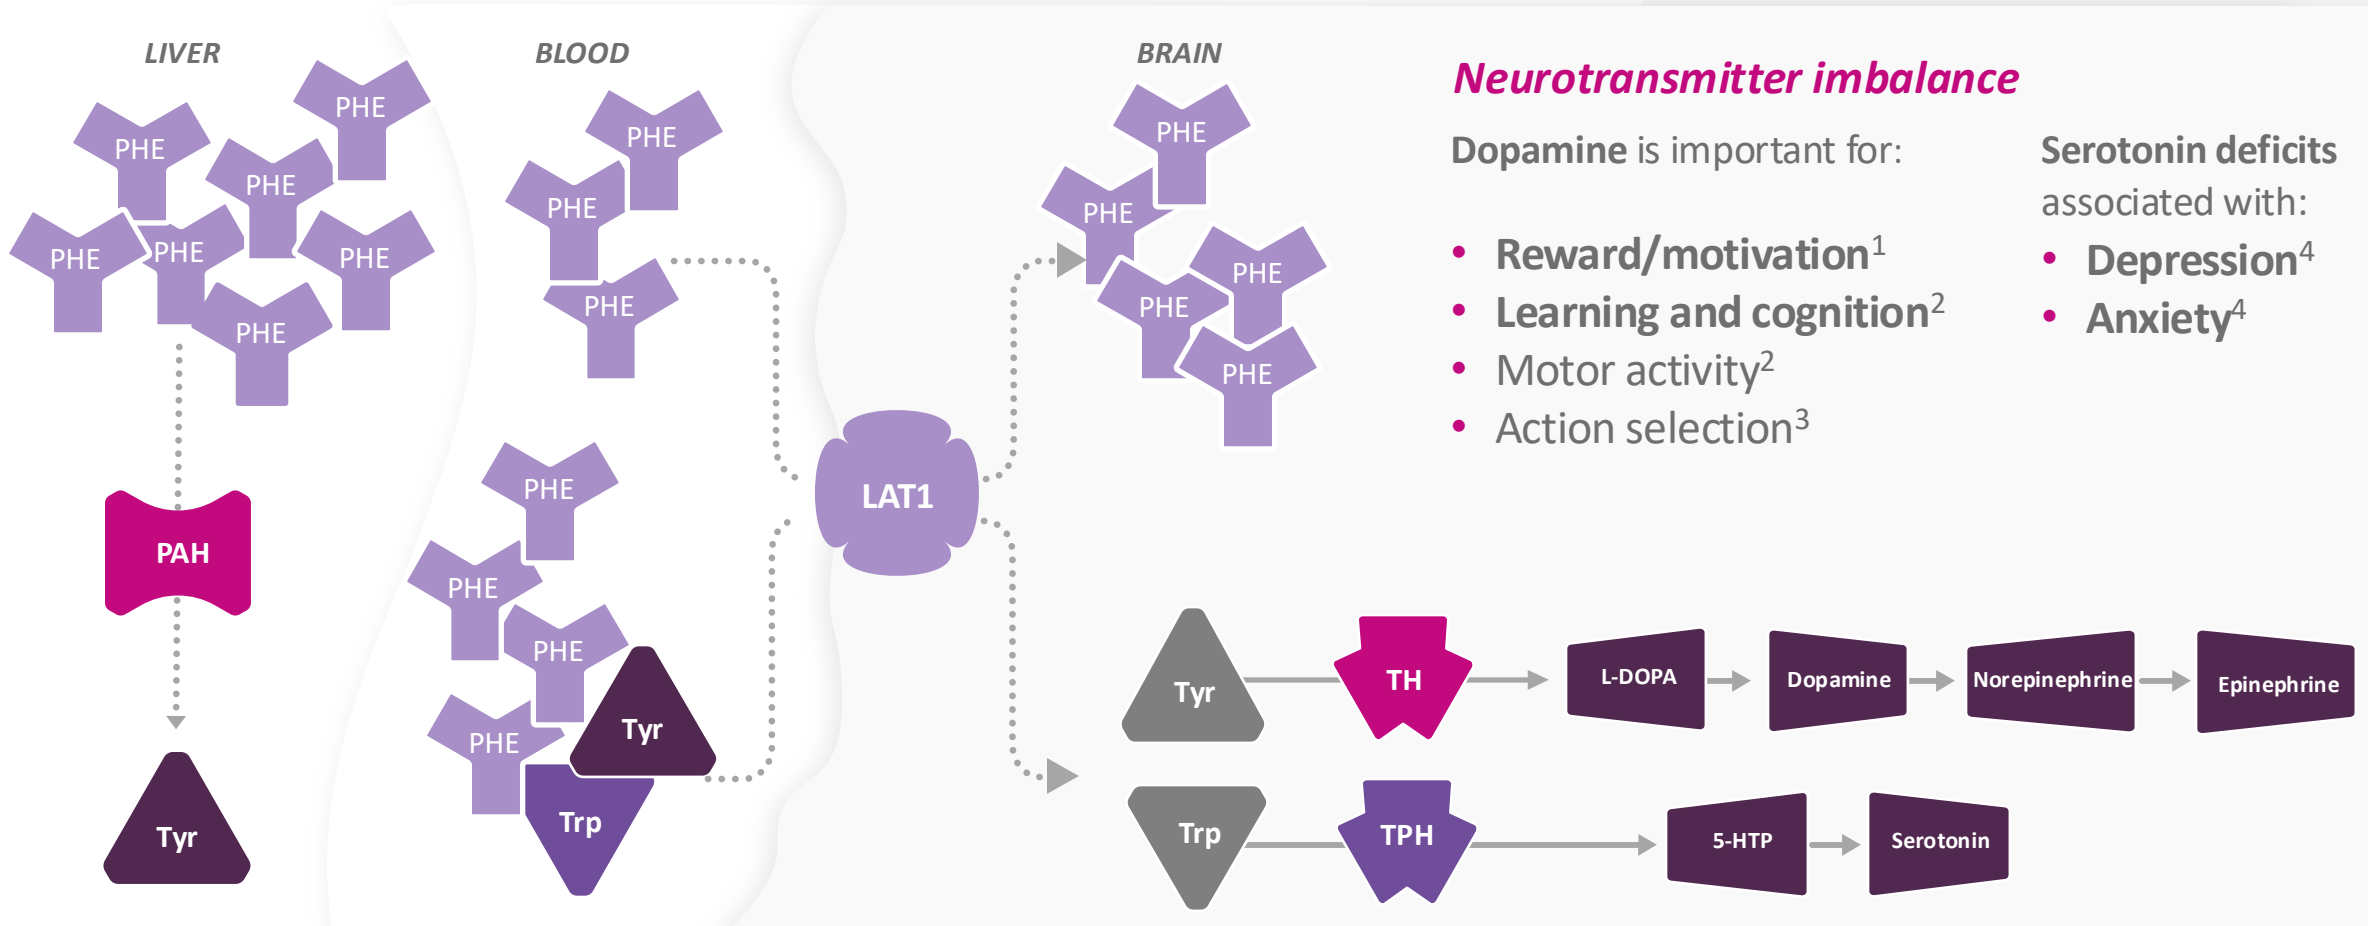 LIVER
PHE
PHE
PHE
PHE
PHE
PHE
PHE
PAH
Tyr
BLOOD
PHE
PHE
PHE
PHE
PHE
PHE
PHE
Tyr
Trp
LAT1
BRAIN
PHE
PHE
PHE
PHE
PHE
Neurotransmitter imbalance
Dopamine is important for:
• Reward/motivation¹
• Learning and cognition²
• Motor activity²
• Action selection³
Serotonin deficits
associated with:
• Depression⁴
• Anxiety⁴
Tyr
TH
L-DOPA
Dopamine
Norepinephrine
Epinephrine
Trp
TPH
5-HTP
Serotonin